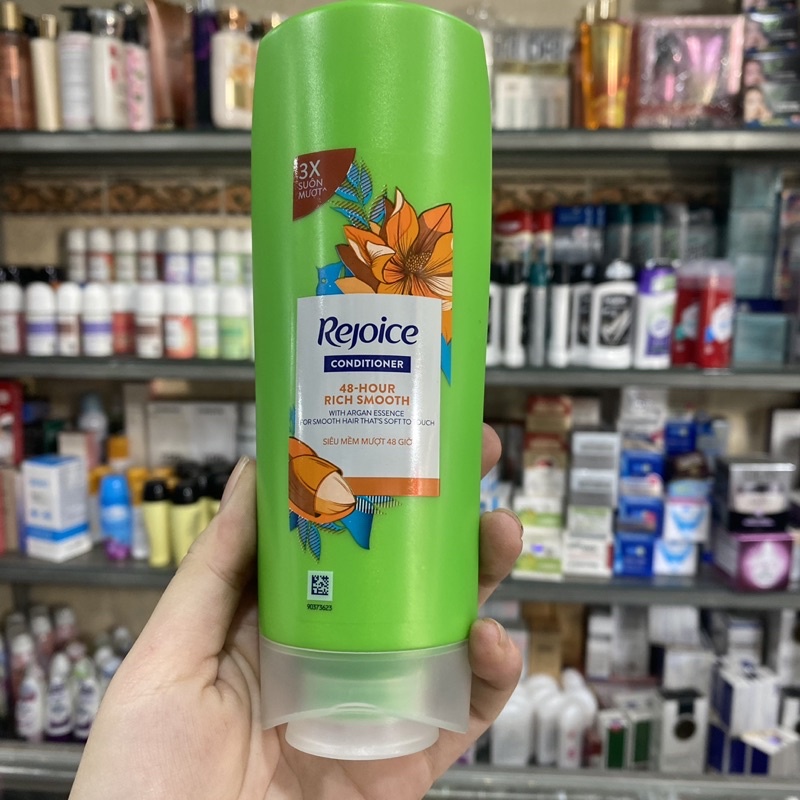 3X
SUÔN
MƯỢT^
Rejoice
CONDITIONER
48-HOUR
RICH SMOOTH
WITH ARGAN ESSENCE
FOR SMOOTH HAIR THAT'S SOFT TO TOUCH
SIÊU MỀM MƯỢT 48 GIỜ
90373623